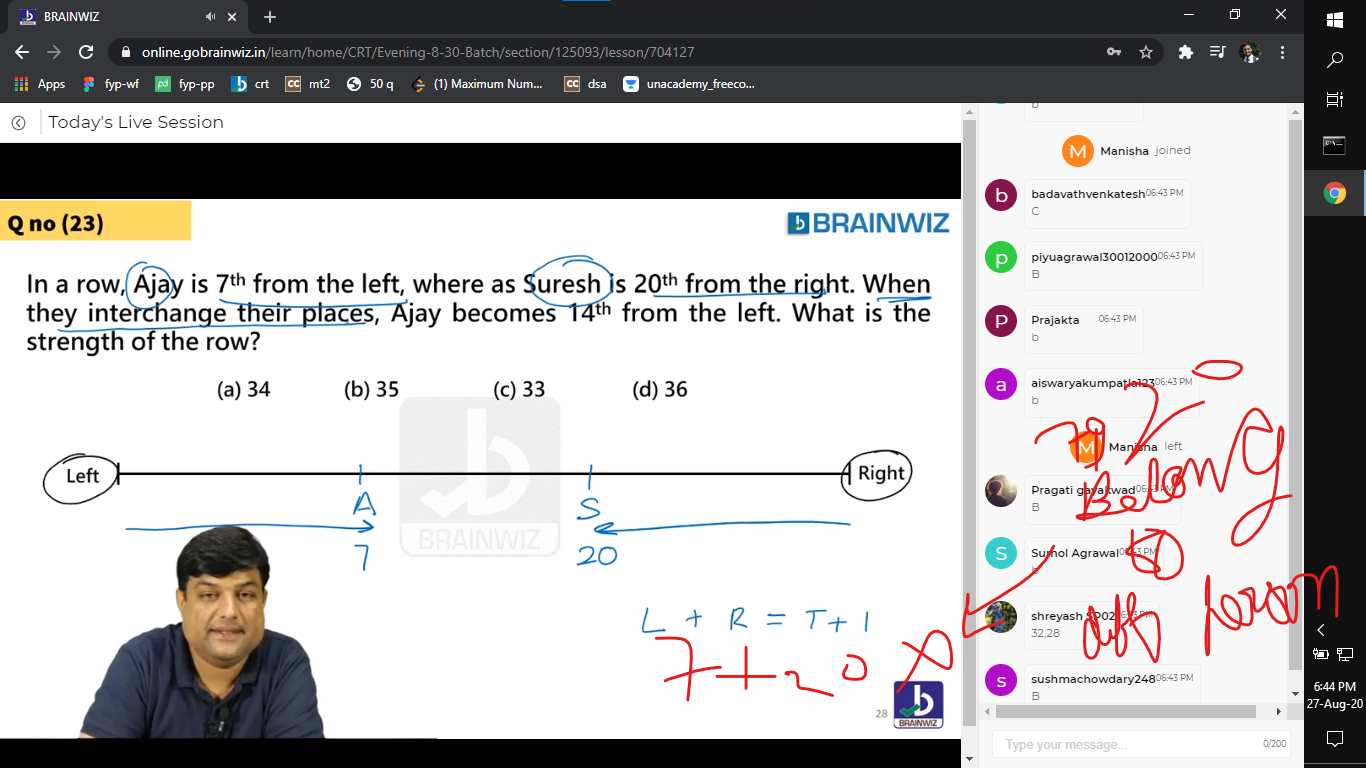 BRAINWIZ
online.gobrainwiz.in/learn/home/CRT/Evening-8-30-Batch/section/125093/lesson/704127
Apps fyp-wf fyp-pp crt mt2 50 q (1) Maximum Num... dsa unacademy_freeco...
Today's Live Session
Q no (23)
BRAINWIZ
In a row, Ajay is 7th from the left, where as Suresh is 20th from the right. When
they interchange their places, Ajay becomes 14th from the left. What is the
strength of the row?
(a) 34 (b) 35 (c) 33 (d) 36
Left Right
A S
BRAINWIZ
7 20
L + R = T+1
7+20
28
BRAINWIZ
b
M Manisha joined
b badavathvenkatesh 06:43 PM
C
p piyuagrawal30012000 06:43 PM
B
P Prajakta 06:43 PM
b
a aiswaryakumpatla123 06:43 PM
b
M Manisha left
Pragati gayakwad 06:43 PM
B
S Sumol Agrawal 06:43 PM
b
shreyash SP02 06:43 PM
32,28
s sushmachowdary248 06:43 PM
B
Belong
diff person
Type your message... 0/200
6:44 PM
27-Aug-20